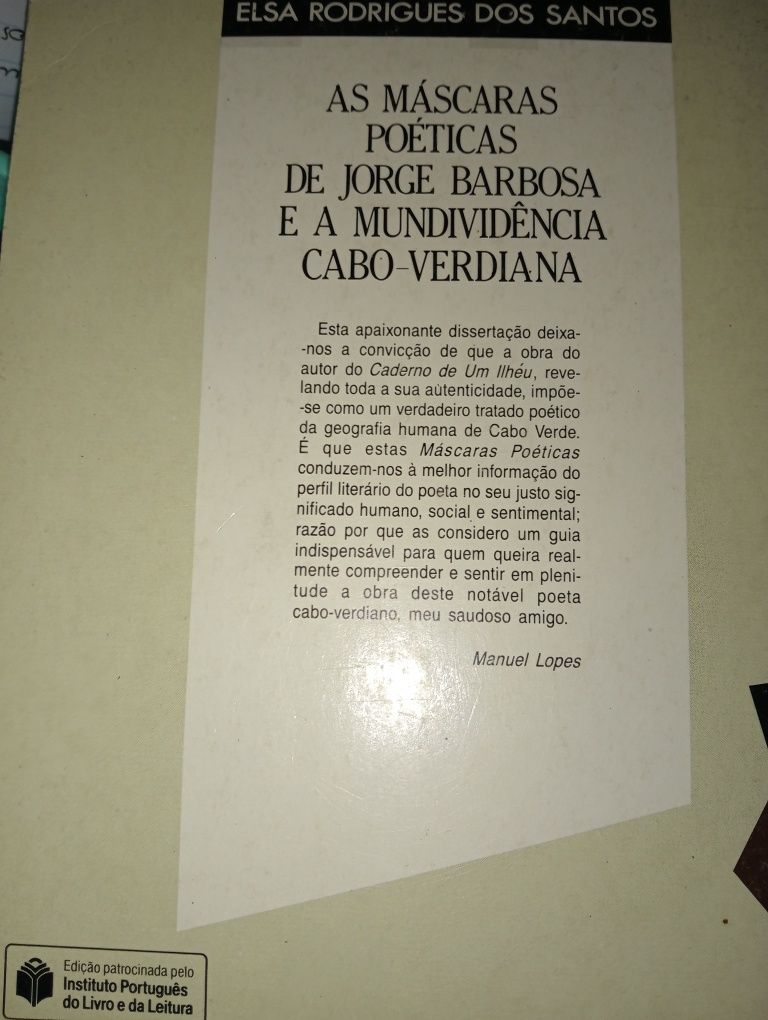 ELSA RODRIGUES DOS SANTOS
AS MÁSCARAS
POÉTICAS
DE JORGE BARBOSA
E A MUNDIVIDÊNCIA
CABO-VERDIANA
Esta apaixonante dissertação deixa-
-nos a convicção de que a obra do
autor do Caderno de Um Ilhéu, reve-
lando toda a sua autenticidade, impõe-
-se como um verdadeiro tratado poético
da geografia humana de Cabo Verde.
É que estas Máscaras Poéticas
conduzem-nos à melhor informação do
perfil literário do poeta no seu justo sig-
nificado humano, social e sentimental;
razão por que as considero um guia
indispensável para quem queira real-
mente compreender e sentir em pleni-
tude a obra deste notável poeta
cabo-verdiano, meu saudoso amigo.
Manuel Lopes
Edição patrocinada pelo
Instituto Português
do Livro e da Leitura